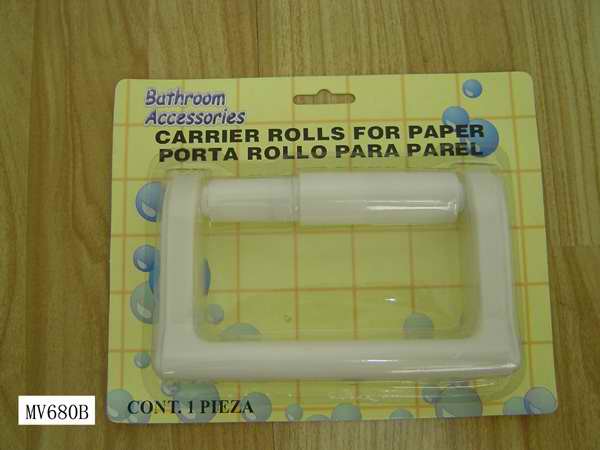 Bathroom
Accessories
CARRIER ROLLS FOR PAPER
PORTA ROLLO PARA PAREL
CONT. 1 PIEZA
MV680B